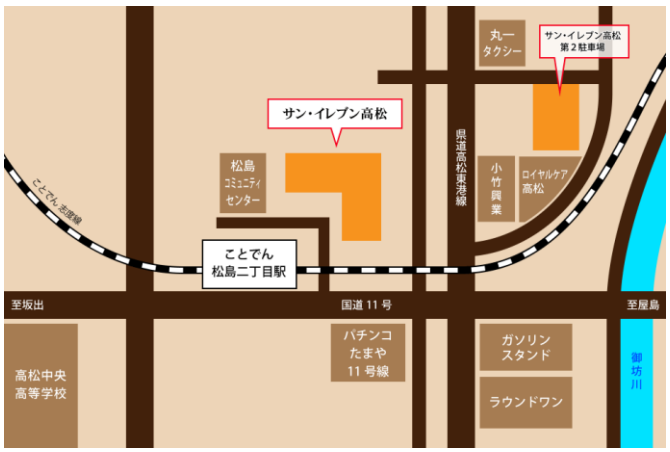 丸一
タクシー
サン・イレブン高松
第２駐車場
サン・イレブン高松
県道高松東港線
松島
コミュニティ
センター
小竹興業
ロイヤルケア
高松
ことでん 志度線
ことでん
松島二丁目駅
至坂出
国道 11 号
至屋島
パチンコ
たまや
11 号線
ガソリン
スタンド
御坊川
高松中央
高等学校
ラウンドワン